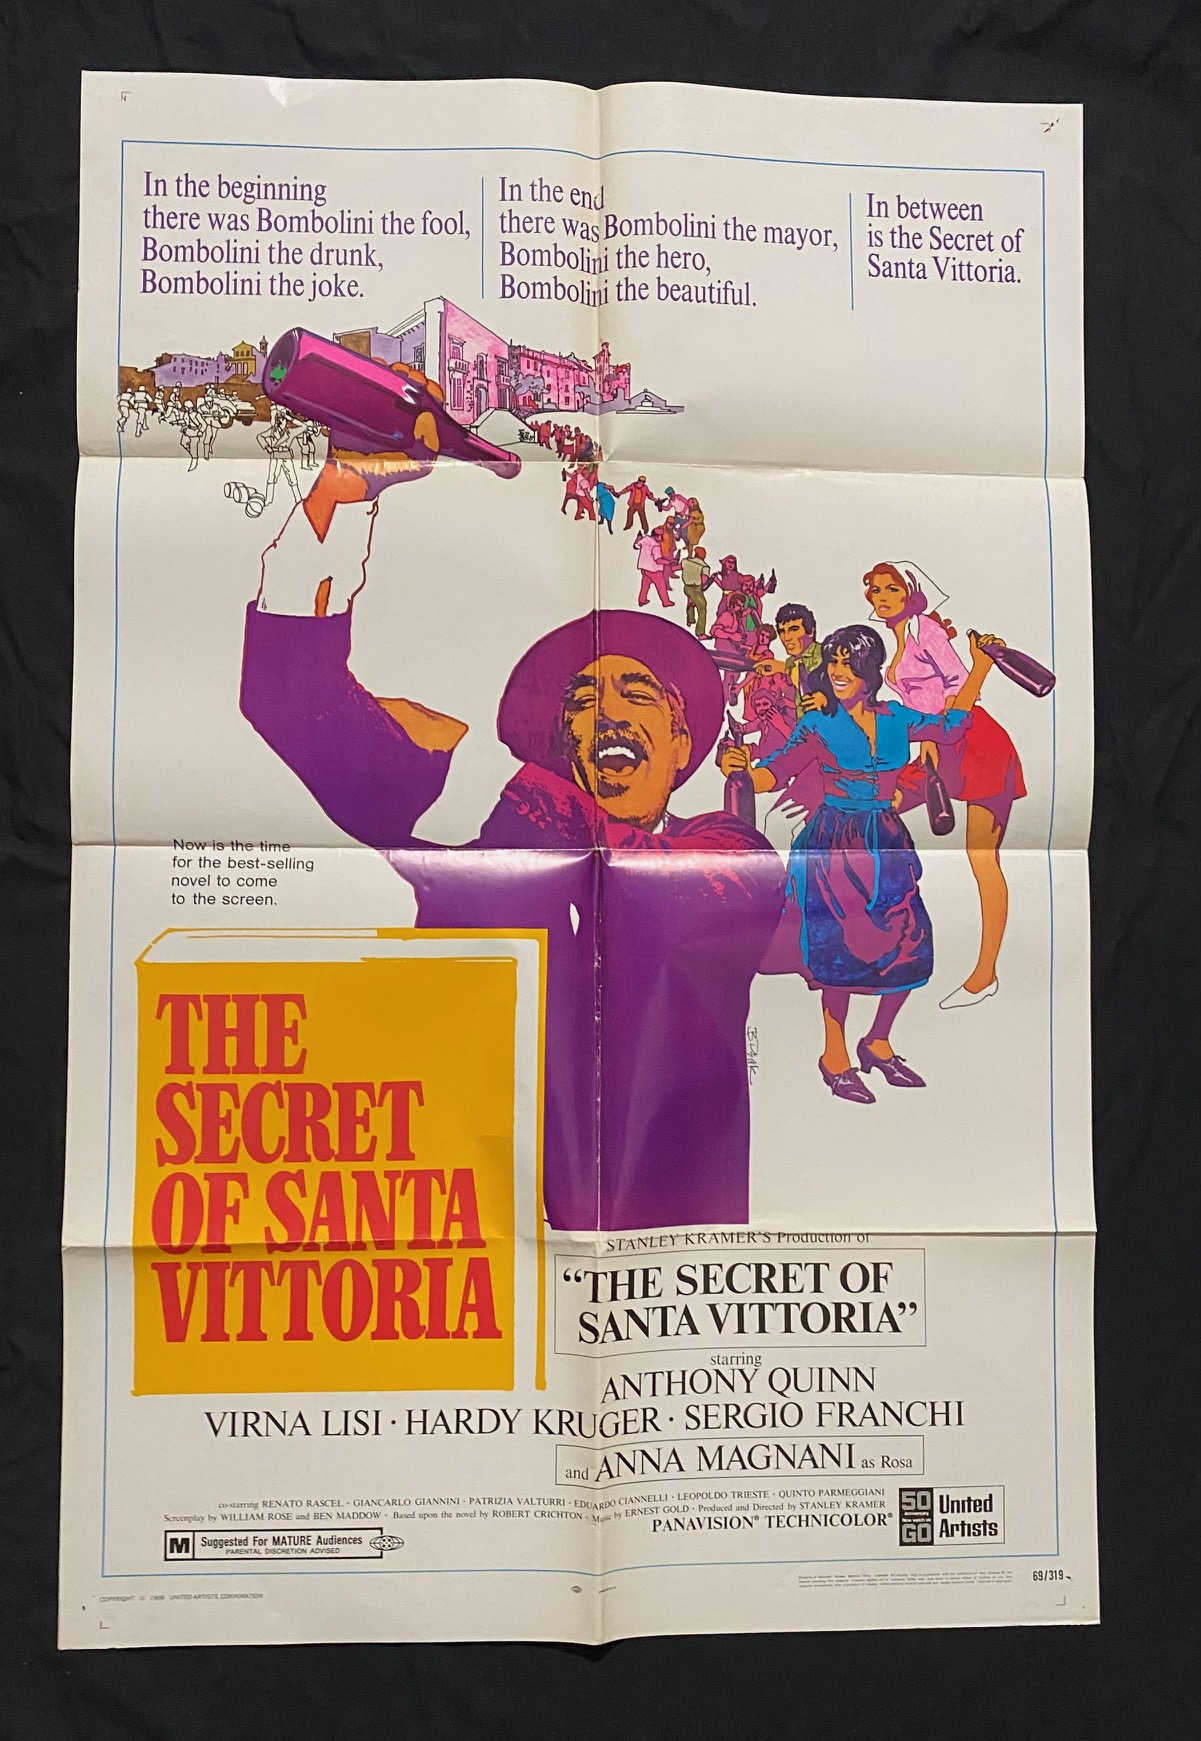 In the beginning
there was Bombolini the fool,
Bombolini the drunk,
Bombolini the joke.
In the end
there was Bombolini the mayor,
Bombolini the hero,
Bombolini the beautiful.
In between
is the Secret of
Santa Vittoria.
Now is the time
for the best-selling
novel to come
to the screen.
THE
SECRET
OF SANTA
VITTORIA
STANLEY KRAMER'S Production of
“THE SECRET OF
SANTA VITTORIA”
starring
ANTHONY QUINN
VIRNA LISI · HARDY KRUGER · SERGIO FRANCHI
and ANNA MAGNANI as Rosa
co-starring RENATO RASCEL · GIANCARLO GIANNINI · PATRIZIA VALTURRI · EDUARDO CIANNELLI · LEOPOLDO TRIESTE · QUINTO PARMEGGIANI
Screenplay by WILLIAM ROSE and BEN MADDOW · Based upon the novel by ROBERT CRICHTON · Music by ERNEST GOLD · Produced and Directed by STANLEY KRAMER
PANAVISION® TECHNICOLOR®
50
GO
United
Artists
M
Suggested For MATURE Audiences
PARENTAL DISCRETION ADVISED
COPYRIGHT © 1969 UNITED ARTISTS CORPORATION
69/319